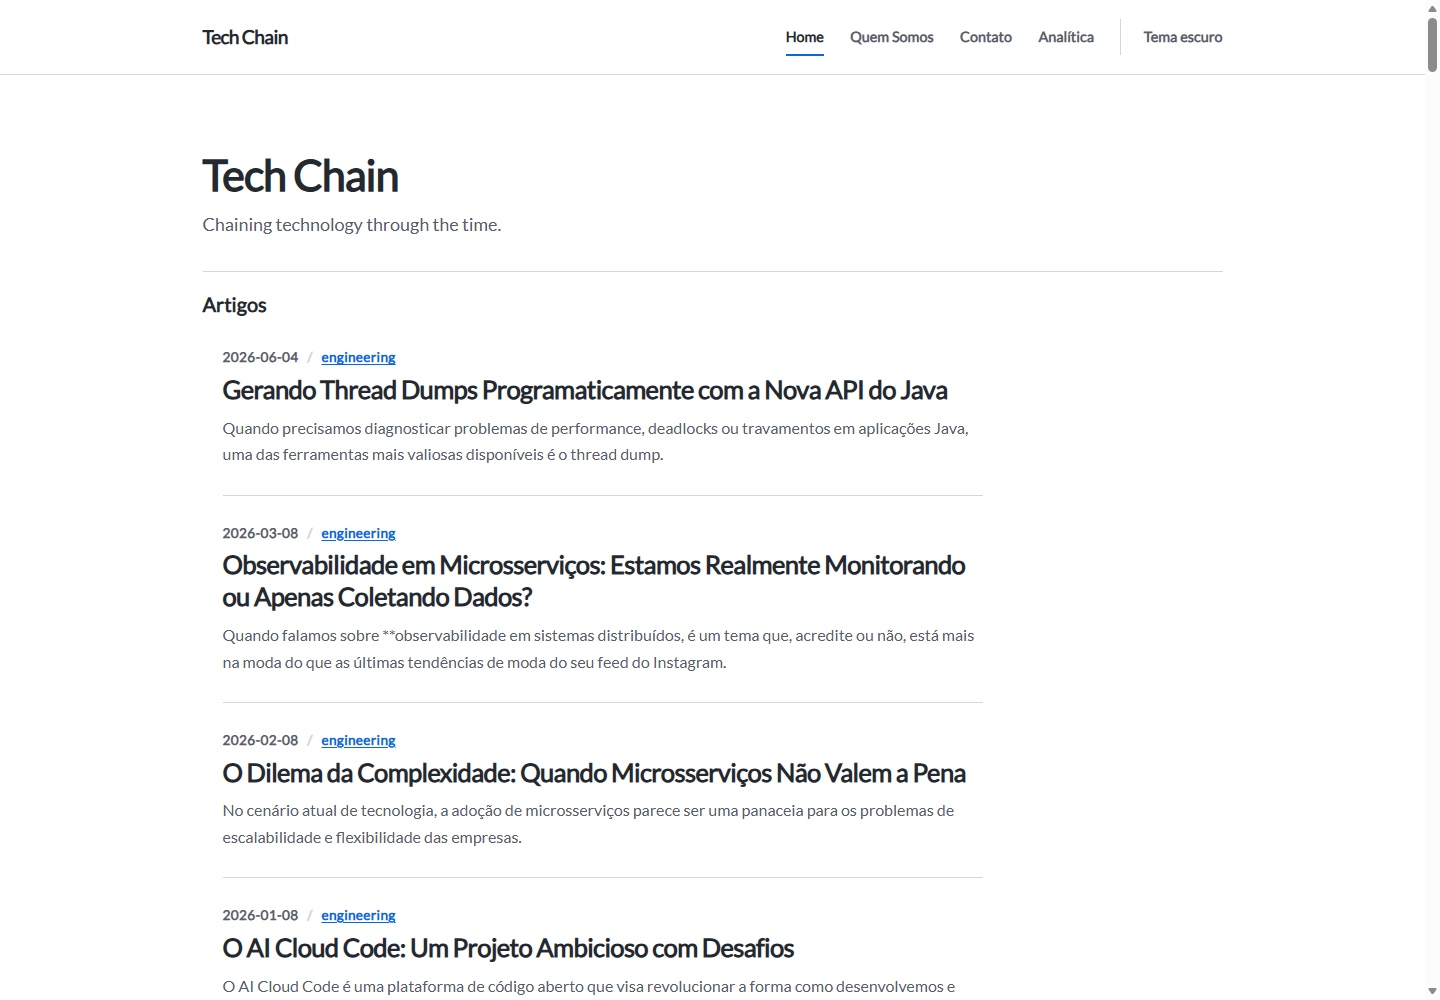 Tech Chain
Home
Quem Somos
Contato
Analítica
Tema escuro
Tech Chain
Chaining technology through the time.
Artigos
2026-06-04 / engineering
Gerando Thread Dumps Programaticamente com a Nova API do Java
Quando precisamos diagnosticar problemas de performance, deadlocks ou travamentos em aplicações Java,
uma das ferramentas mais valiosas disponíveis é o thread dump.
2026-03-08 / engineering
Observabilidade em Microsserviços: Estamos Realmente Monitorando
ou Apenas Coletando Dados?
Quando falamos sobre **observabilidade em sistemas distribuídos, é um tema que, acredite ou não, está mais
na moda do que as últimas tendências de moda do seu feed do Instagram.
2026-02-08 / engineering
O Dilema da Complexidade: Quando Microsserviços Não Valem a Pena
No cenário atual de tecnologia, a adoção de microsserviços parece ser uma panaceia para os problemas de
escalabilidade e flexibilidade das empresas.
2026-01-08 / engineering
O AI Cloud Code: Um Projeto Ambicioso com Desafios
O AI Cloud Code é uma plataforma de código aberto que visa revolucionar a forma como desenvolvemos e